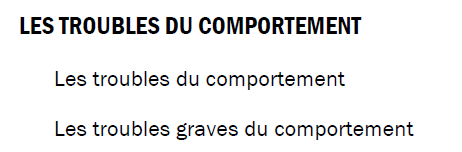 LES TROUBLES DU COMPORTEMENT
Les troubles du comportement
Les troubles graves du comportement